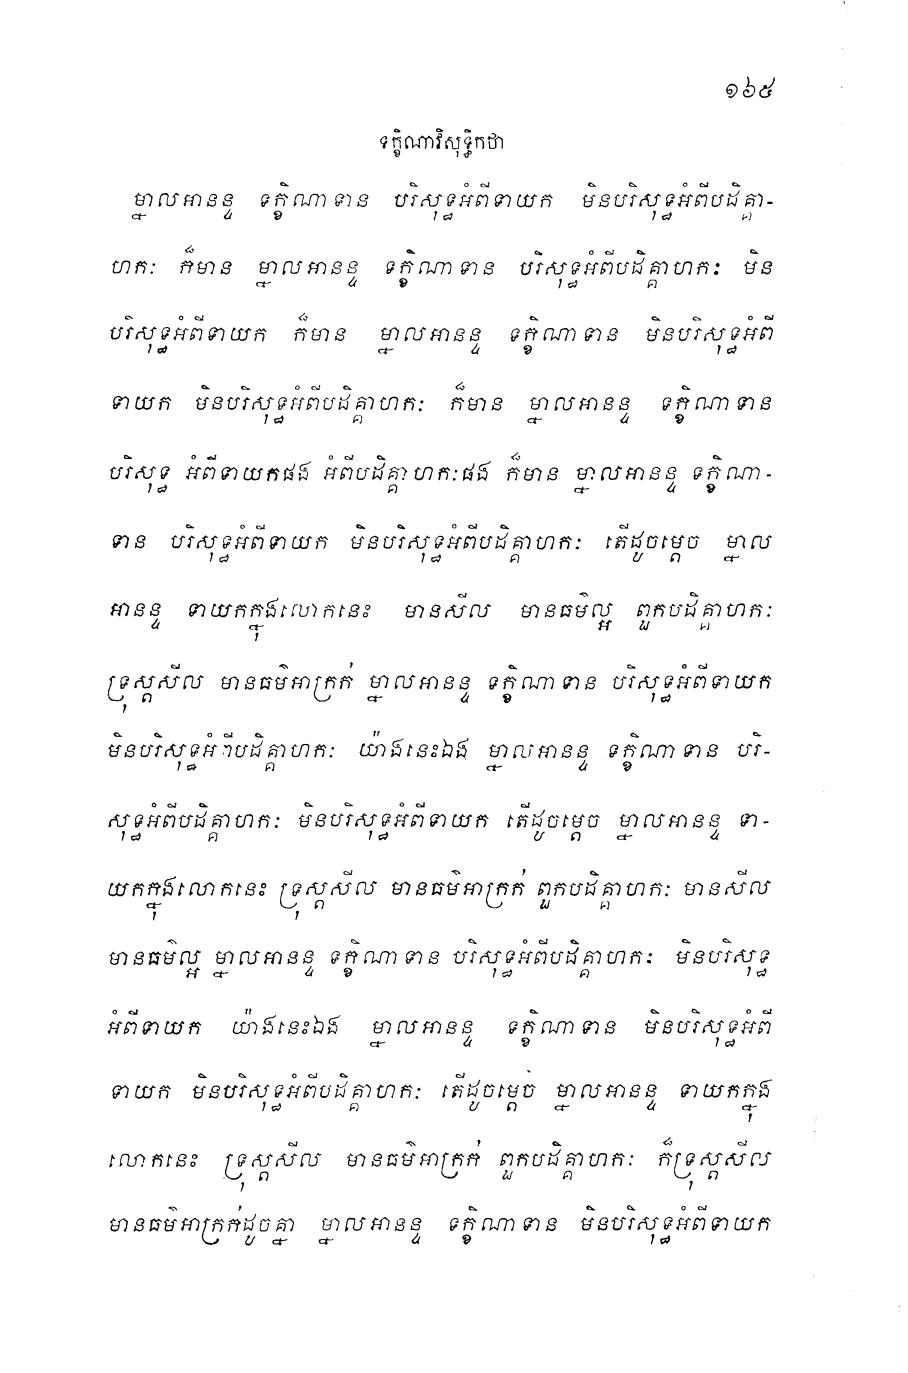 ១៦៥
ទក្ខិណាវិសុទ្ធិកថា
ម្នាលអានន្ទ ទក្ខិណាទាន បរិសុទ្ធអំពីទាយក មិនបរិសុទ្ធអំពីបដិគ្គា-
ហកៈ ក៏មាន ម្នាលអានន្ទ ទក្ខិណាទាន បរិសុទ្ធអំពីបដិគ្គាហកៈ មិន
បរិសុទ្ធអំពីទាយក ក៏មាន ម្នាលអានន្ទ ទក្ខិណាទាន មិនបរិសុទ្ធអំពី
ទាយក មិនបរិសុទ្ធអំពីបដិគ្គាហកៈ ក៏មាន ម្នាលអានន្ទ ទក្ខិណាទាន
បរិសុទ្ធ អំពីទាយកផង អំពីបដិគ្គាហកៈផង ក៏មាន ម្នាលអានន្ទ ទក្ខិណា-
ទាន បរិសុទ្ធអំពីទាយក មិនបរិសុទ្ធអំពីបដិគ្គាហកៈ តើដូចម្តេច ម្នាល
អានន្ទ ទាយកក្នុងលោកនេះ មានសីល មានធម៌ល្អ ពួកបដិគ្គាហកៈ
ទ្រុស្តសីល មានធម៌អាក្រក់ ម្នាលអានន្ទ ទក្ខិណាទាន បរិសុទ្ធអំពីទាយក
មិនបរិសុទ្ធអំពីបដិគ្គាហកៈ យ៉ាងនេះឯង ម្នាលអានន្ទ ទក្ខិណាទាន បរិ-
សុទ្ធអំពីបដិគ្គាហកៈ មិនបរិសុទ្ធអំពីទាយក តើដូចម្តេច ម្នាលអានន្ទ ទា-
យកក្នុងលោកនេះ ទ្រុស្តសីល មានធម៌អាក្រក់ ពួកបដិគ្គាហកៈ មានសីល
មានធម៌ល្អ ម្នាលអានន្ទ ទក្ខិណាទាន បរិសុទ្ធអំពីបដិគ្គាហកៈ មិនបរិសុទ្ធ
អំពីទាយក យ៉ាងនេះឯង ម្នាលអានន្ទ ទក្ខិណាទាន មិនបរិសុទ្ធអំពី
ទាយក មិនបរិសុទ្ធអំពីបដិគ្គាហកៈ តើដូចម្តេច ម្នាលអានន្ទ ទាយកក្នុង
លោកនេះ ទ្រុស្តសីល មានធម៌អាក្រក់ ពួកបដិគ្គាហកៈ ក៏ទ្រុស្តសីល
មានធម៌អាក្រក់ដូចគ្នា ម្នាលអានន្ទ ទក្ខិណាទាន មិនបរិសុទ្ធអំពីទាយក